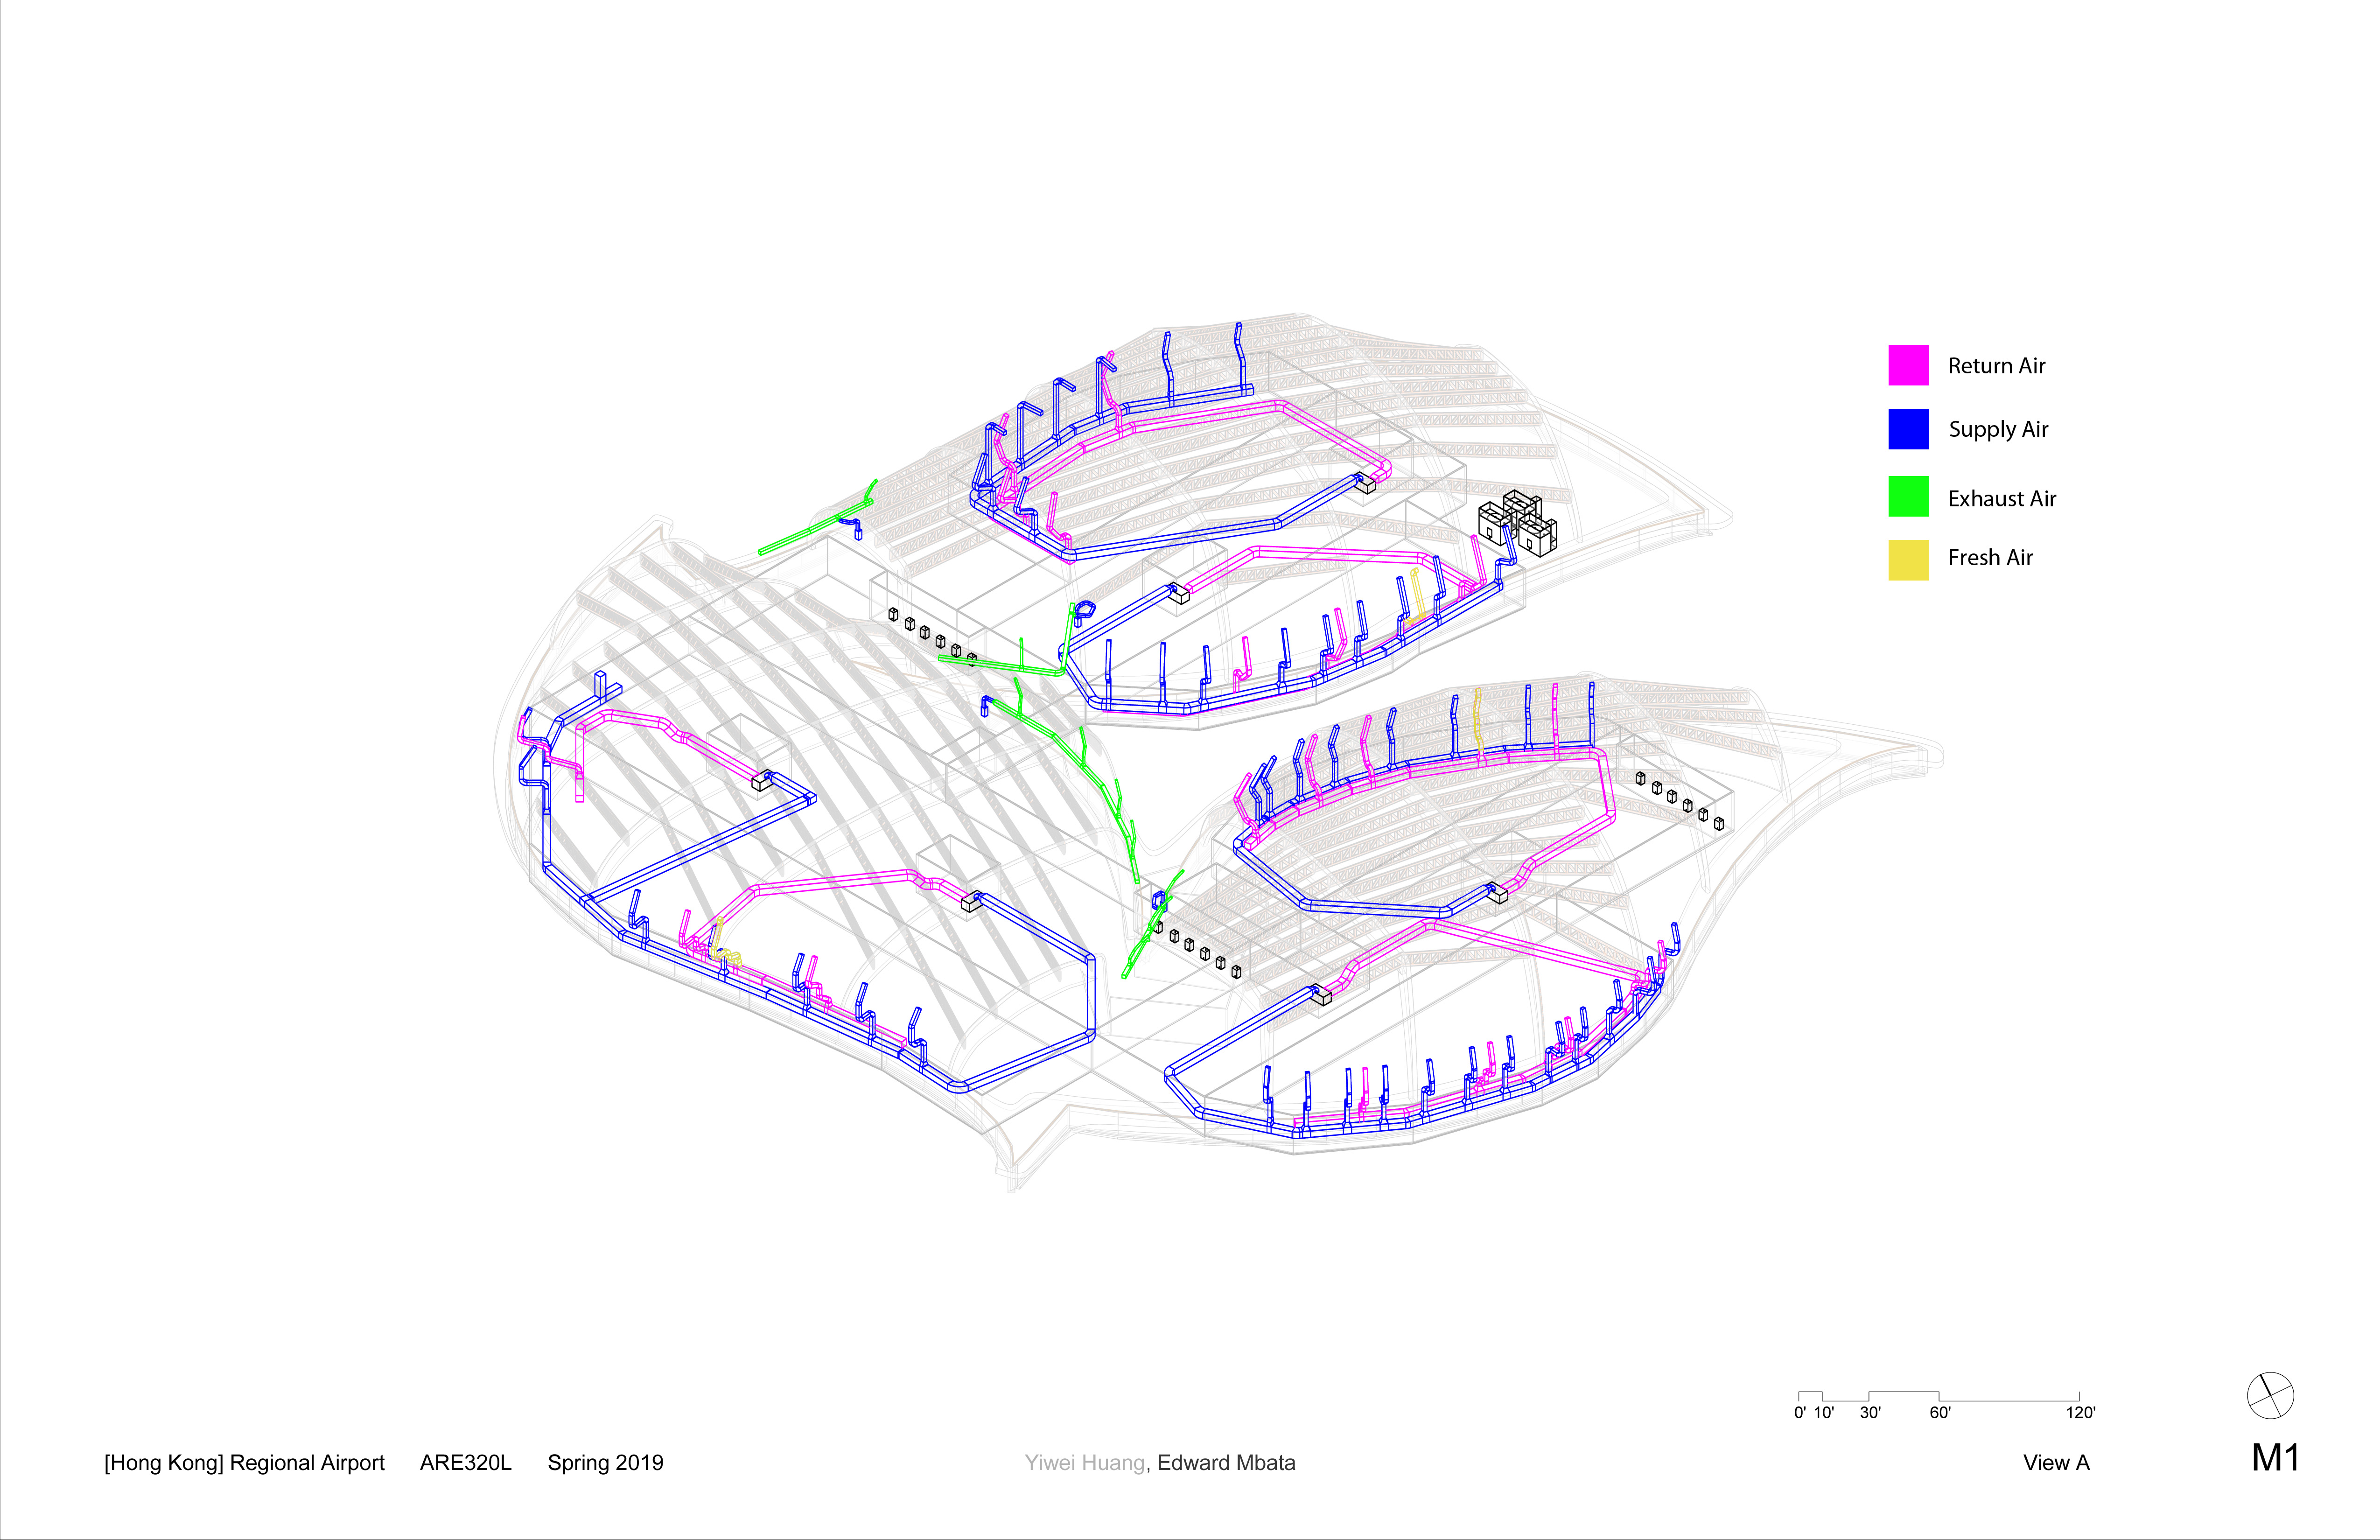 Return Air
Supply Air
Exhaust Air
Fresh Air
0' 10' 30' 60' 120'
[Hong Kong] Regional Airport ARE320L Spring 2019 Yiwei Huang, Edward Mbata View A M1